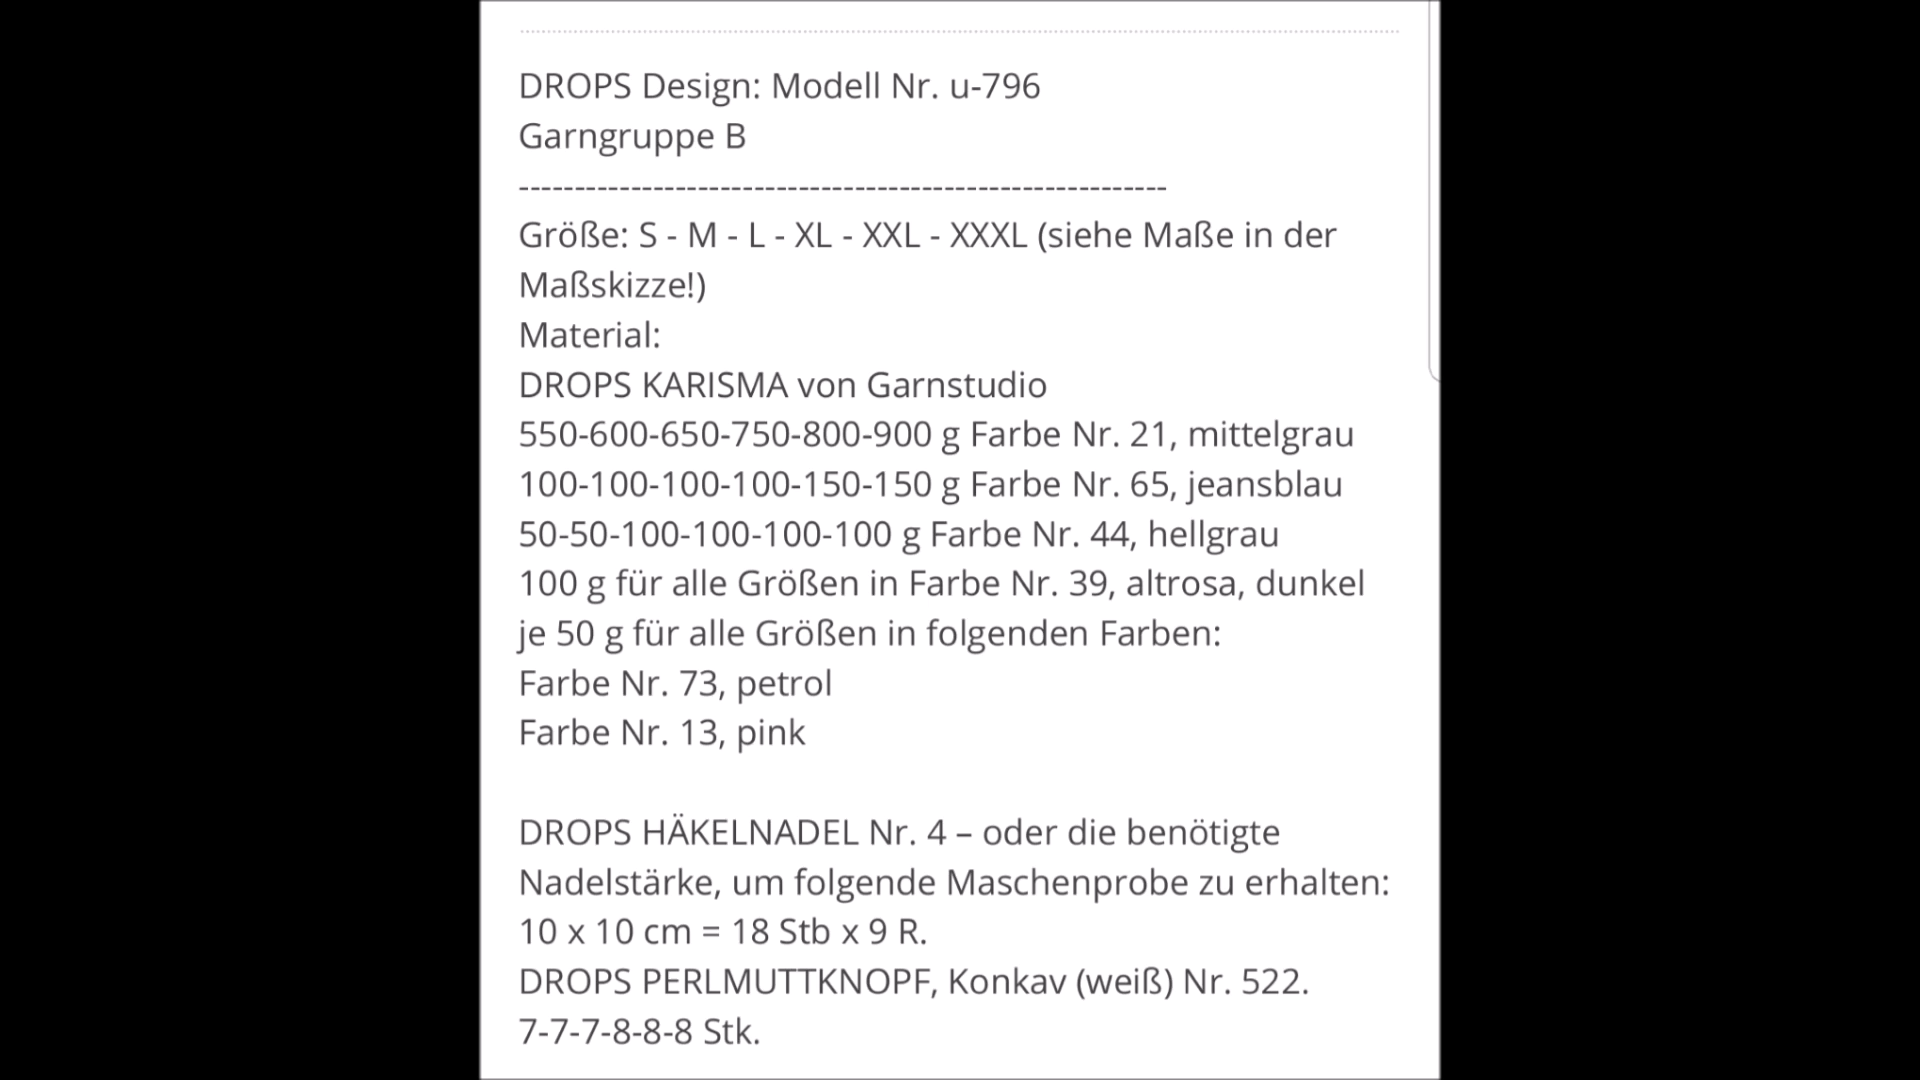 DROPS Design: Modell Nr. u-796
Garngruppe B
----------------------------------------------------------
Größe: S - M - L - XL - XXL - XXXL (siehe Maße in der
Maßskizze!)
Material:
DROPS KARISMA von Garnstudio
550-600-650-750-800-900 g Farbe Nr. 21, mittelgrau
100-100-100-100-150-150 g Farbe Nr. 65, jeansblau
50-50-100-100-100-100 g Farbe Nr. 44, hellgrau
100 g für alle Größen in Farbe Nr. 39, altrosa, dunkel
je 50 g für alle Größen in folgenden Farben:
Farbe Nr. 73, petrol
Farbe Nr. 13, pink
DROPS HÄKELNADEL Nr. 4 – oder die benötigte
Nadelstärke, um folgende Maschenprobe zu erhalten:
10 x 10 cm = 18 Stb x 9 R.
DROPS PERLMUTTKNOPF, Konkav (weiß) Nr. 522.
7-7-7-8-8-8 Stk.